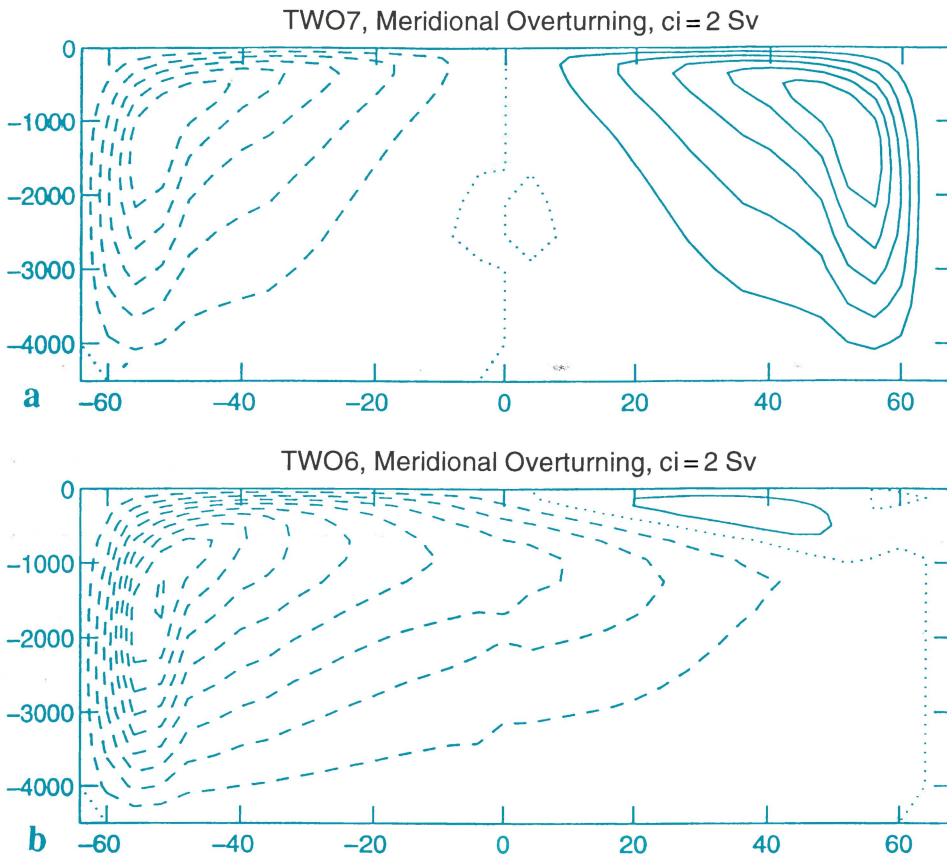 TWO7, Meridional Overturning, ci = 2 Sv
0
−1000
−2000
−3000
−4000
a −60 −40 −20 0 20 40 60
TWO6, Meridional Overturning, ci = 2 Sv
0
−1000
−2000
−3000
−4000
b −60 −40 −20 0 20 40 60